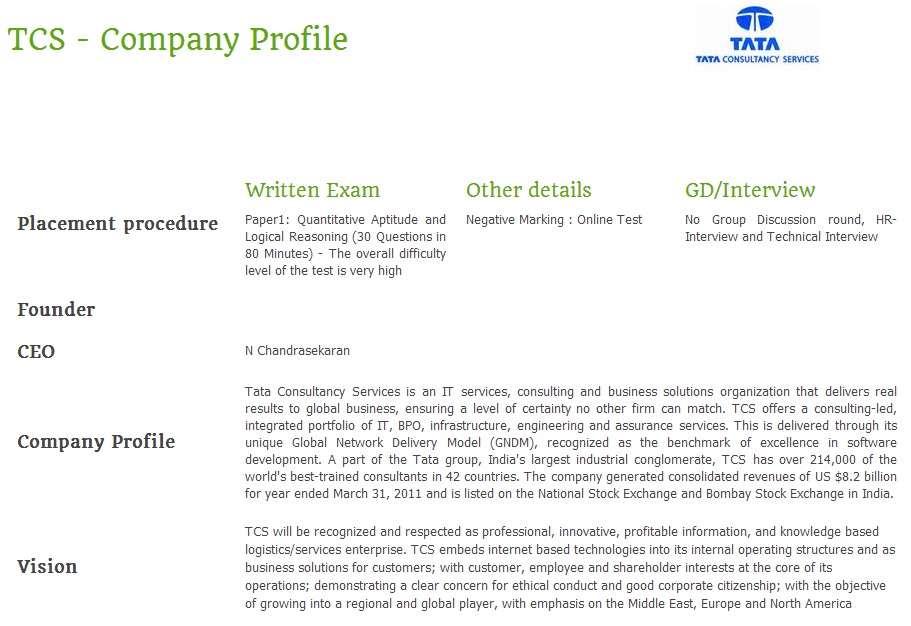 TCS - Company Profile
TATA
TATA CONSULTANCY SERVICES
Written Exam
Other details
GD/Interview
Placement procedure
Paper1: Quantitative Aptitude and
Logical Reasoning (30 Questions in
80 Minutes) - The overall difficulty
level of the test is very high
Negative Marking : Online Test
No Group Discussion round, HR-
Interview and Technical Interview
Founder
CEO
N Chandrasekaran
Company Profile
Tata Consultancy Services is an IT services, consulting and business solutions organization that delivers real
results to global business, ensuring a level of certainty no other firm can match. TCS offers a consulting-led,
integrated portfolio of IT, BPO, infrastructure, engineering and assurance services. This is delivered through its
unique Global Network Delivery Model (GNDM), recognized as the benchmark of excellence in software
development. A part of the Tata group, India's largest industrial conglomerate, TCS has over 214,000 of the
world's best-trained consultants in 42 countries. The company generated consolidated revenues of US $8.2 billion
for year ended March 31, 2011 and is listed on the National Stock Exchange and Bombay Stock Exchange in India.
Vision
TCS will be recognized and respected as professional, innovative, profitable information, and knowledge based
logistics/services enterprise. TCS embeds internet based technologies into its internal operating structures and as
business solutions for customers; with customer, employee and shareholder interests at the core of its
operations; demonstrating a clear concern for ethical conduct and good corporate citizenship; with the objective
of growing into a regional and global player, with emphasis on the Middle East, Europe and North America